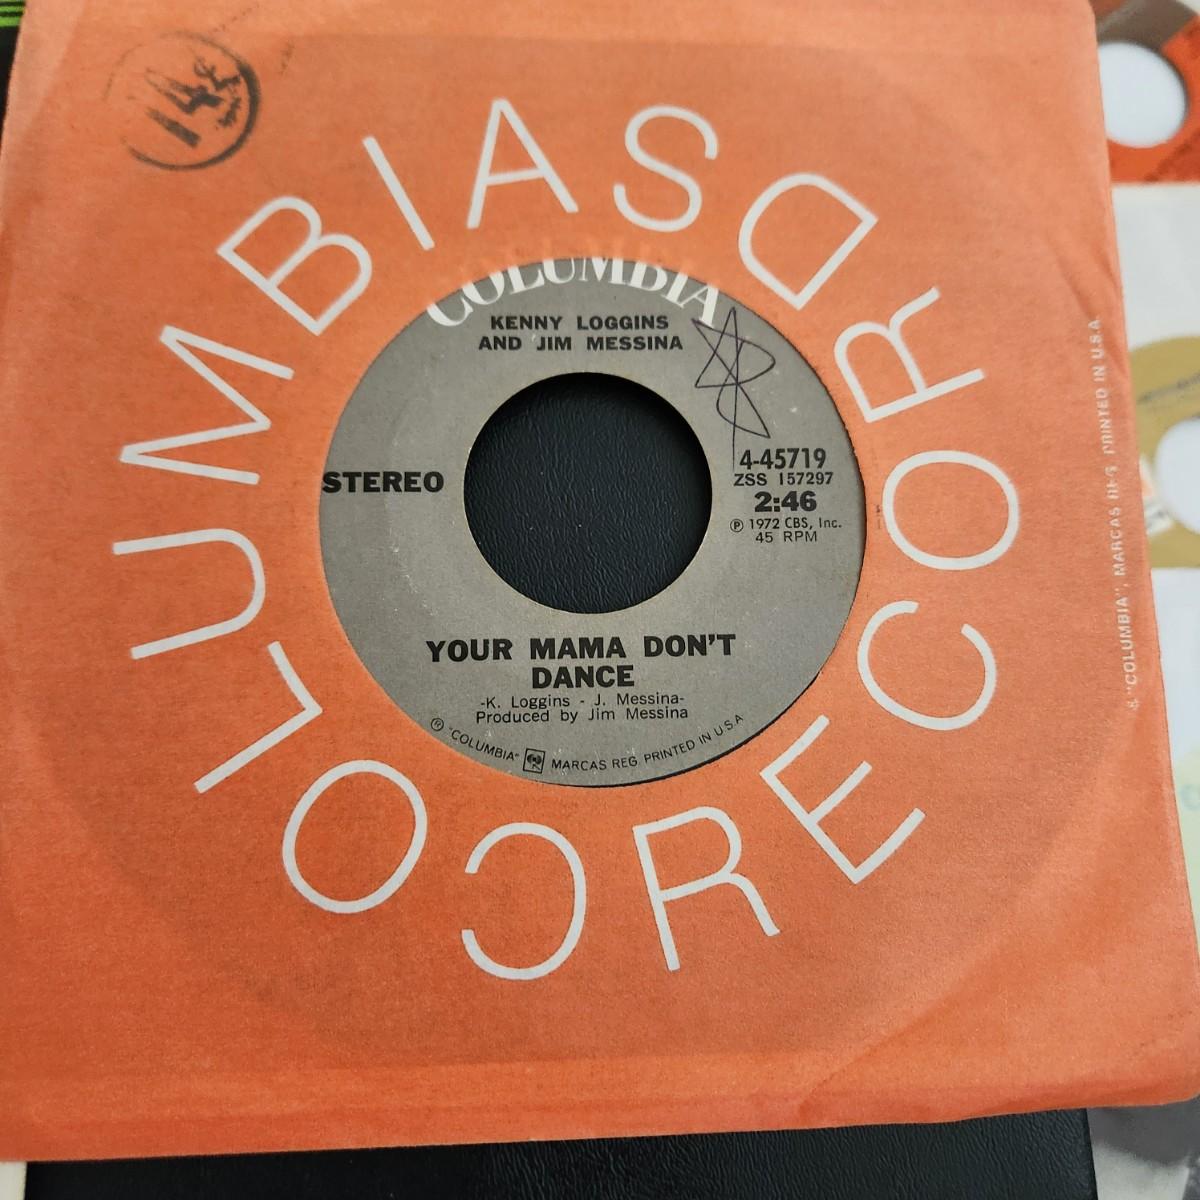 COLUMBIA RECORDS
COLUMBIA
KENNY LOGGINS
AND JIM MESSINA
STEREO
4-45719
ZSS 157297
2:46
℗ 1972 CBS, Inc.
45 RPM
YOUR MAMA DON'T
DANCE
-K. Loggins - J. Messina-
Produced by Jim Messina
® "COLUMBIA" MARCAS REG. PRINTED IN U.S.A
® "COLUMBIA", MARCAS REG. PRINTED IN U.S.A.